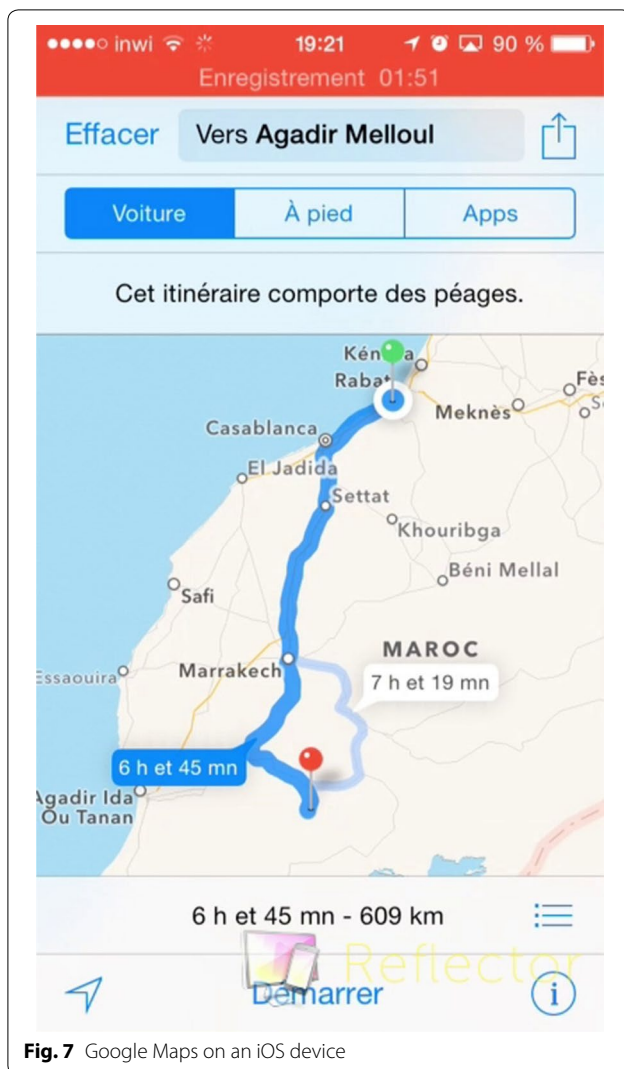 inwi 19:21 90 %
Enregistrement 01:51
Effacer Vers Agadir Melloul
Voiture À pied Apps
Cet itinéraire comporte des péages.
Rabat
Fès
Meknès
Casablanca
El Jadida
Settat
Khouribga
Béni Mellal
Safi
MAROC
Essaouira
Marrakech
7 h et 19 mn
6 h et 45 mn
Agadir Ida
Ou Tanan
6 h et 45 mn - 609 km
Reflector
Démarrer
Fig. 7 Google Maps on an iOS device